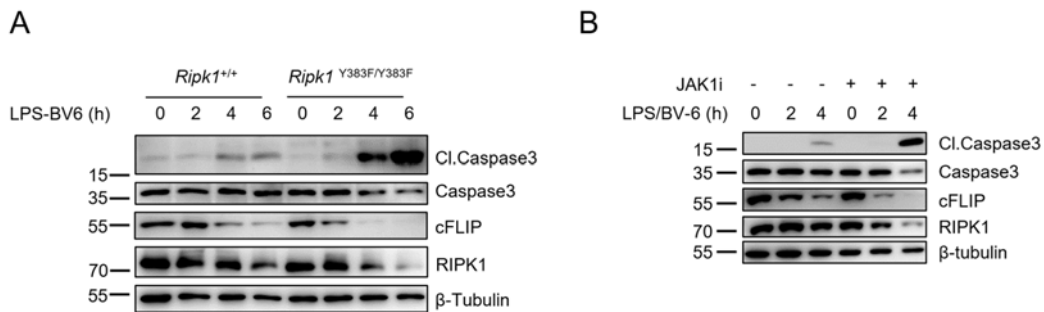 A
Ripk1+/+ Ripk1 Y383F/Y383F
LPS-BV6 (h) 0 2 4 6 0 2 4 6
Cl.Caspase3
15
Caspase3
35
cFLIP
55
RIPK1
70
55
β-Tubulin
B
JAK1i - - - + + +
LPS/BV-6 (h) 0 2 4 0 2 4
15 Cl.Caspase3
35 Caspase3
55 cFLIP
70 RIPK1
55 β-tubulin